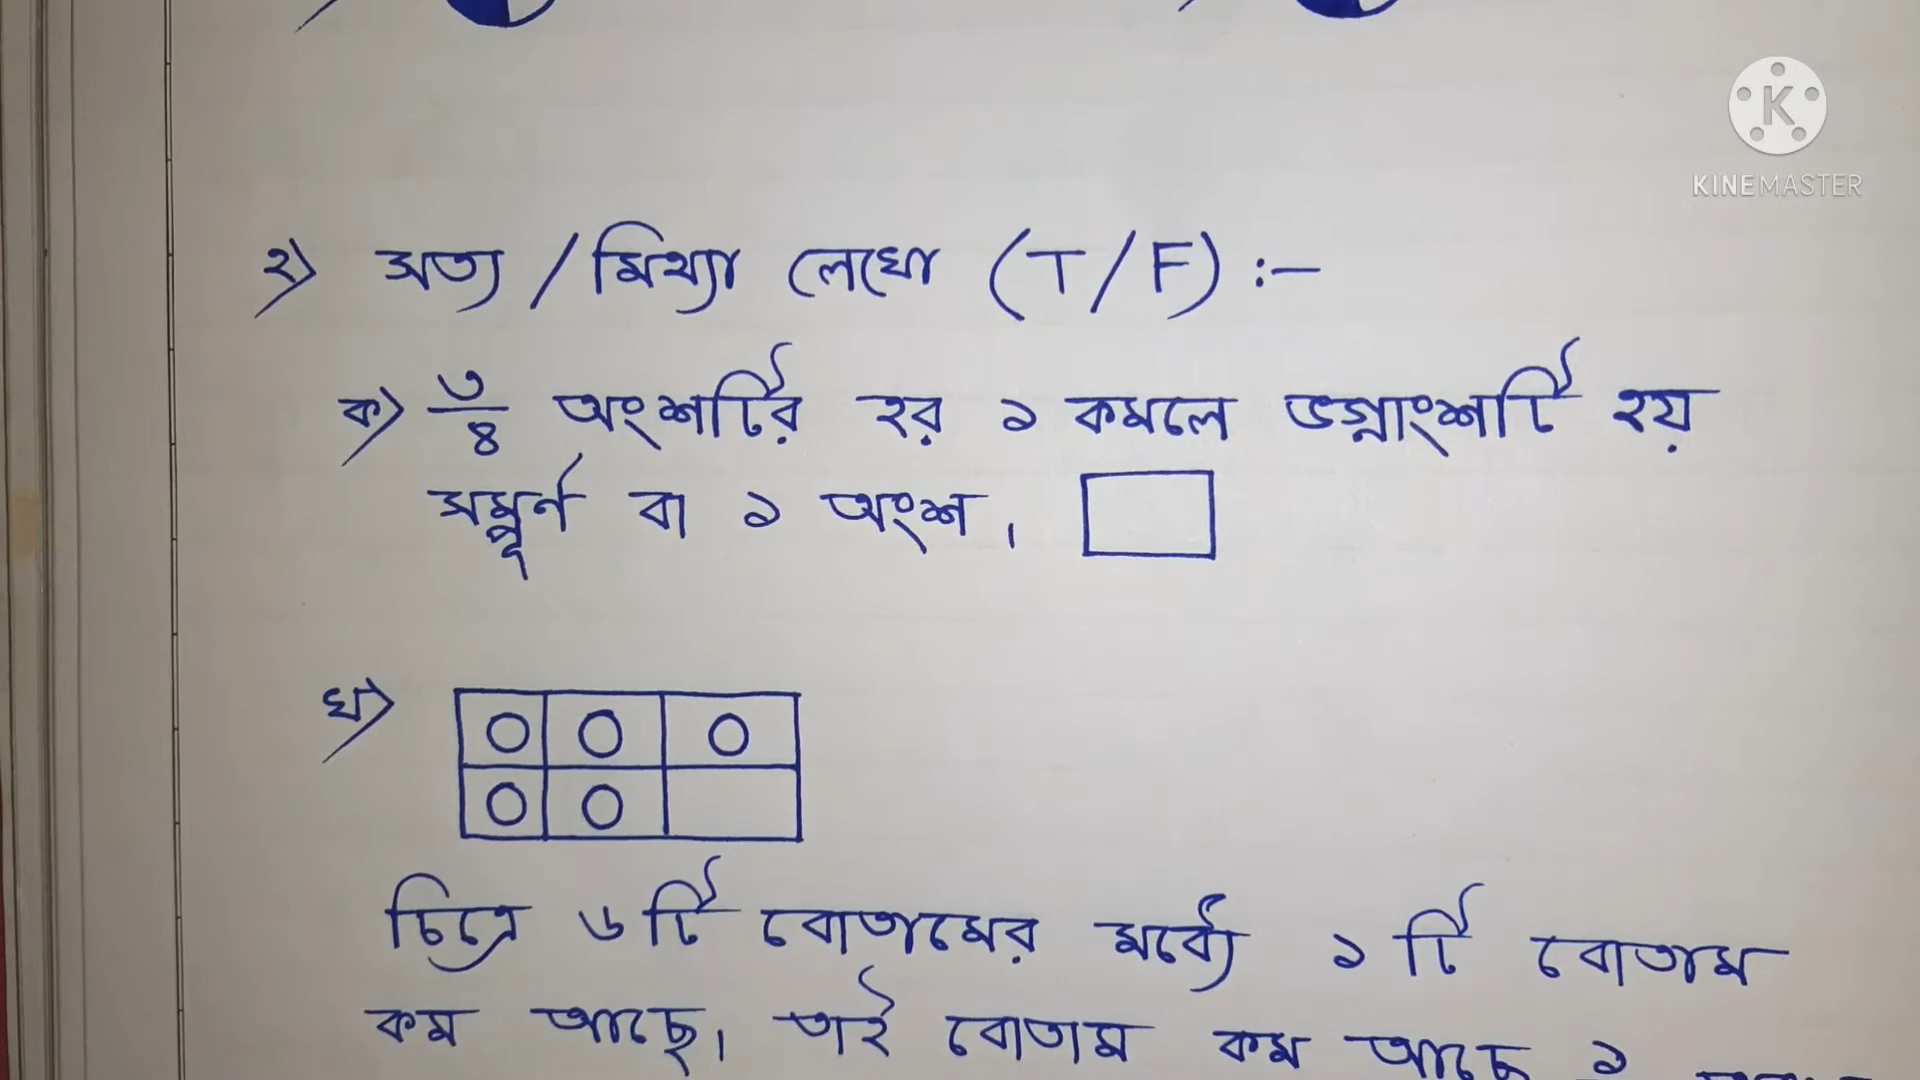 KINEMASTER
২) সত্য / মিথ্যা লেখো (T/F) :-
ক) ৩/৪ অংশটির হর ১ কমলে ভগ্নাংশটি হয়
সম্পূর্ন বা ১ অংশ।
খ)
চিত্রে ৬টি বোতামের মধ্যে ১টি বোতাম
কম আছে। তাই বোতাম কম আছে ১